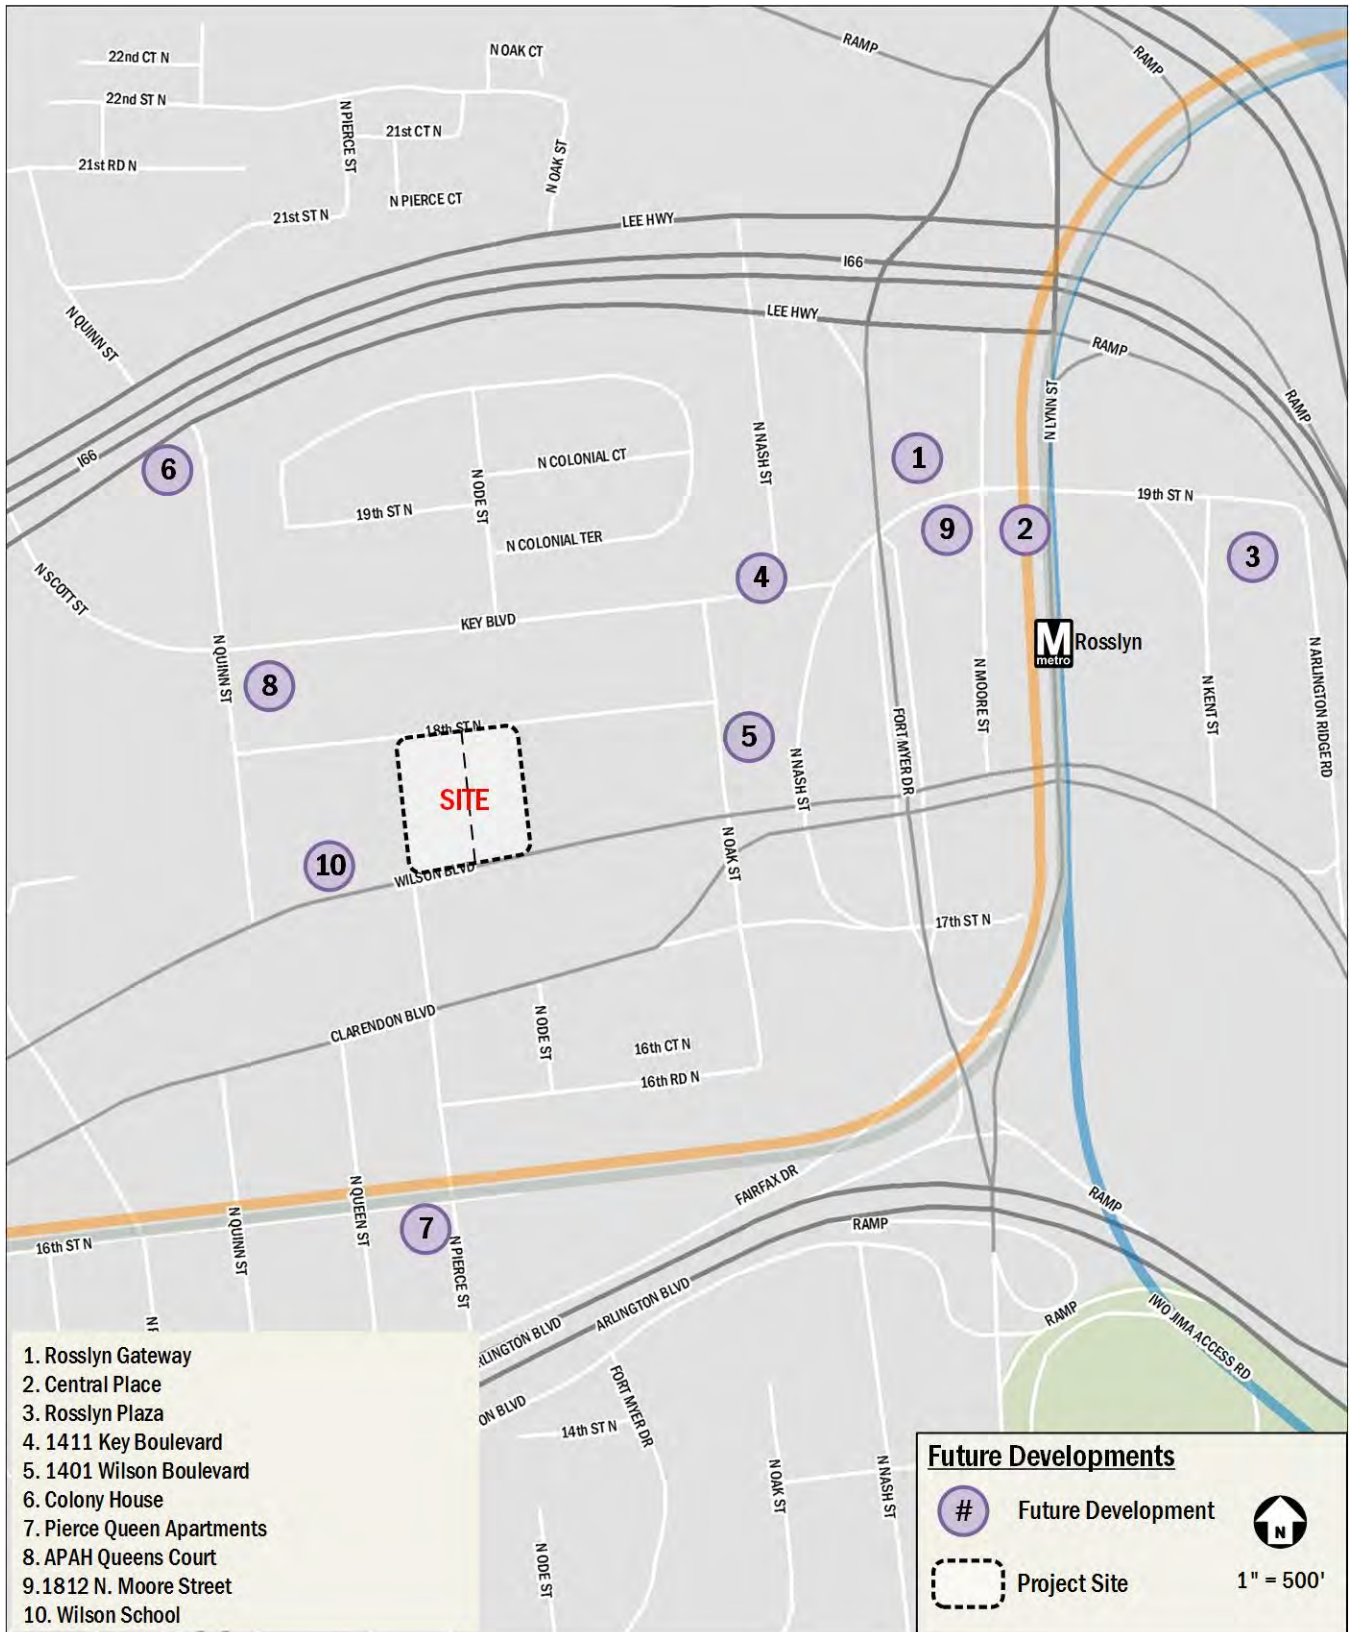 22nd CT N
N OAK CT
RAMP
RAMP
22nd ST N
N PIERCE ST
21st CT N
N OAK ST
21st RD N
N PIERCE CT
21st ST N
LEE HWY
I66
LEE HWY
N QUINN ST
RAMP
RAMP
N LYNN ST
I66
6
N NASH ST
1
N COLONIAL CT
N ODE ST
19th ST N
19th ST N
9
2
3
N COLONIAL TER
4
N SCOTT ST
KEY BLVD
M
metro
Rosslyn
N QUINN ST
8
N MOORE ST
N KENT ST
N ARLINGTON RIDGE RD
18th ST N
5
FORT MYER DR
N NASH ST
SITE
10
WILSON BLVD
N OAK ST
17th ST N
CLARENDON BLVD
N ODE ST
16th CT N
16th RD N
FAIRFAX DR
N QUEEN ST
RAMP
7
N QUINN ST
RAMP
16th ST N
N PIERCE ST
ARLINGTON BLVD
RAMP
IWO JIMA ACCESS RD
RLINGTON BLVD
ON BLVD
FORT MYER DR
14th ST N
N OAK ST
N NASH ST
N ODE ST
1. Rosslyn Gateway
2. Central Place
3. Rosslyn Plaza
4. 1411 Key Boulevard
5. 1401 Wilson Boulevard
6. Colony House
7. Pierce Queen Apartments
8. APAH Queens Court
9.1812 N. Moore Street
10. Wilson School
Future Developments
# Future Development
N
Project Site
1" = 500'